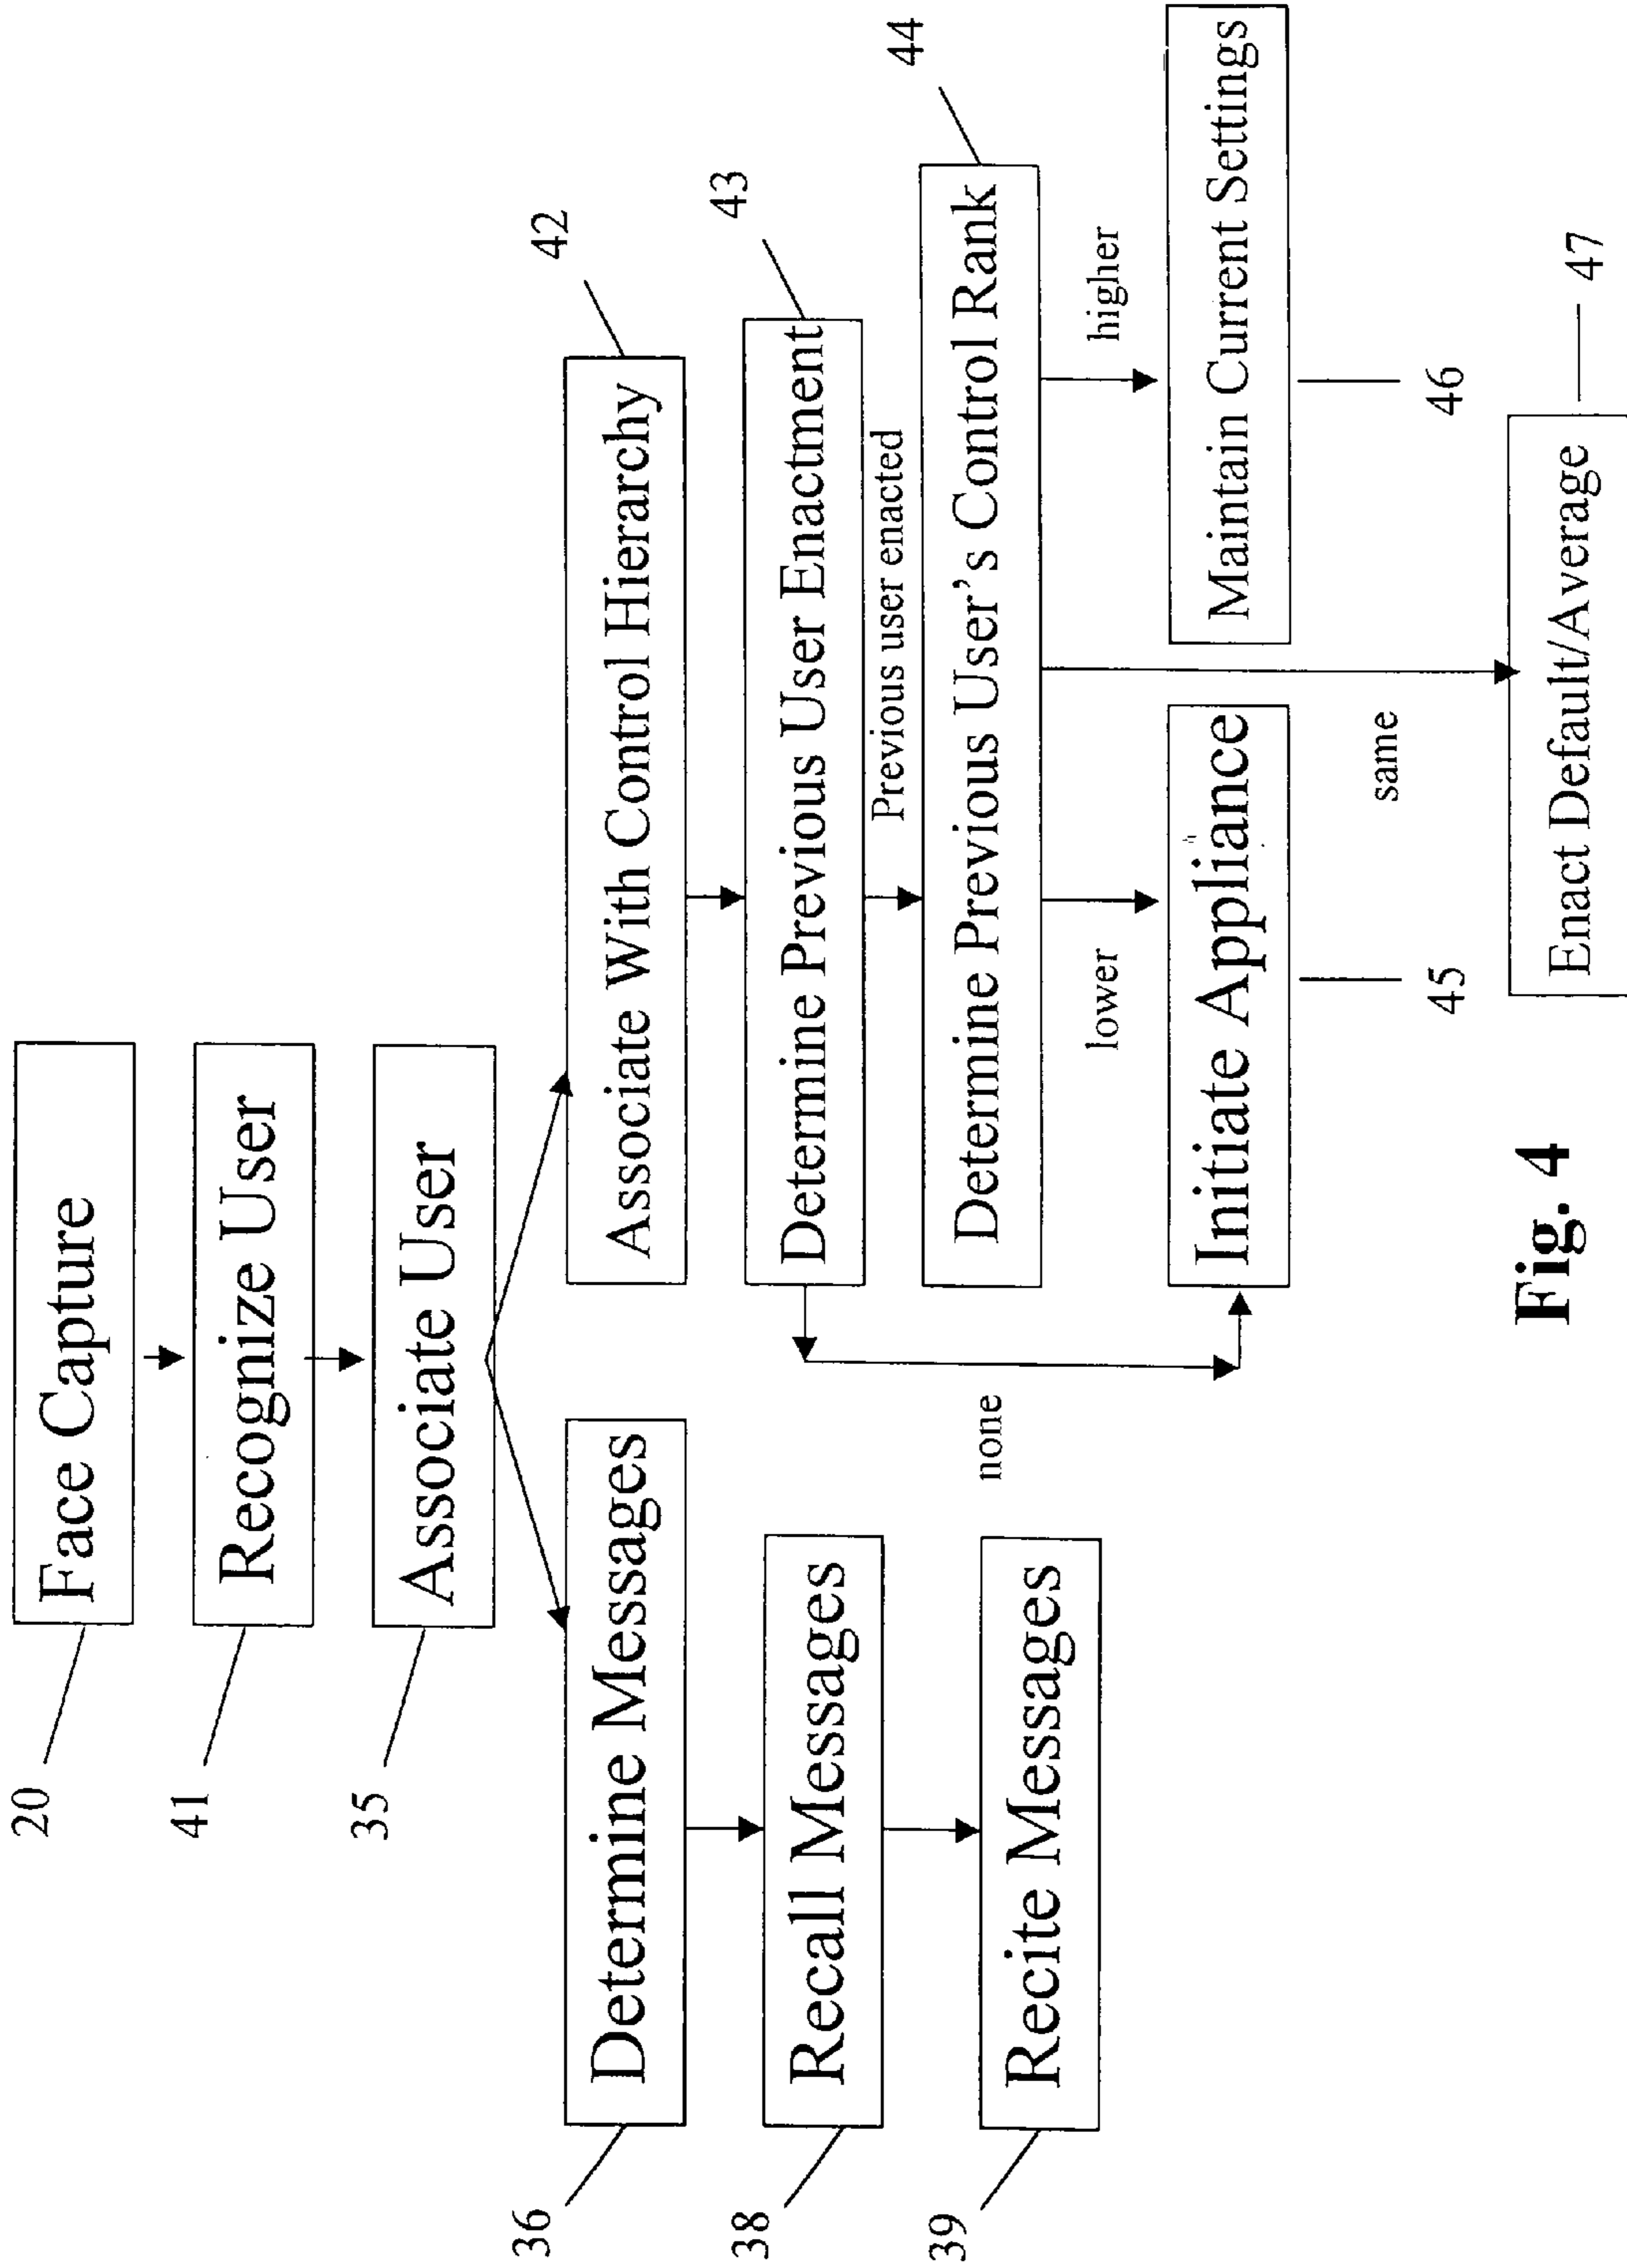 20
Face Capture
41
Recognize User
35
Associate User
36
Determine Messages
Associate With Control Hierarchy
42
38
Recall Messages
Determine Previous User Enactment
43
Previous user enacted
39
Recite Messages
none
Determine Previous User's Control Rank
44
lower
higher
Initiate Appliance
Maintain Current Settings
45
same
46
Enact Default/Average
47
Fig. 4